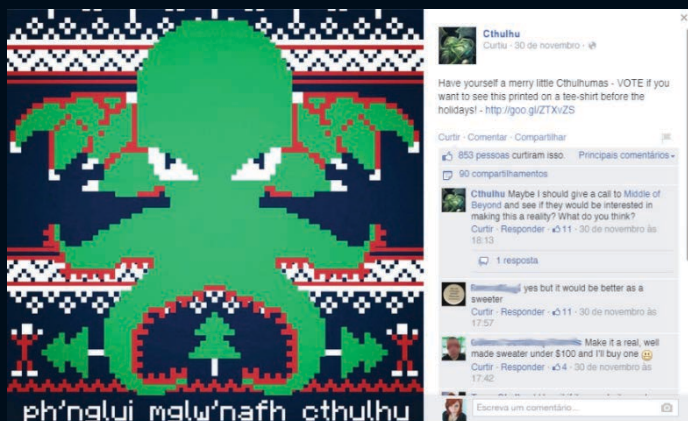 ph'nglui mglw'nafh cthulhu
Cthulhu
Curtiu · 30 de novembro ·
Have yourself a merry little Cthulhumas - VOTE if you
want to see this printed on a tee-shirt before the
holidays! - http://goo.gl/ZTXvZS
Curtir · Comentar · Compartilhar
853 pessoas curtiram isso. Principais comentários
90 compartilhamentos
Cthulhu Maybe I should give a call to Middle of
Beyond and see if they would be interested in
making this a reality? What do you think?
Curtir · Responder · 11 · 30 de novembro às
18:13
1 resposta
yes but it would be better as a
sweeter
Curtir · Responder · 11 · 30 de novembro às
17:57
Make it a real, well
made sweater under $100 and I'll buy one
Curtir · Responder · 4 · 30 de novembro às
17:42
Escreva um comentário...